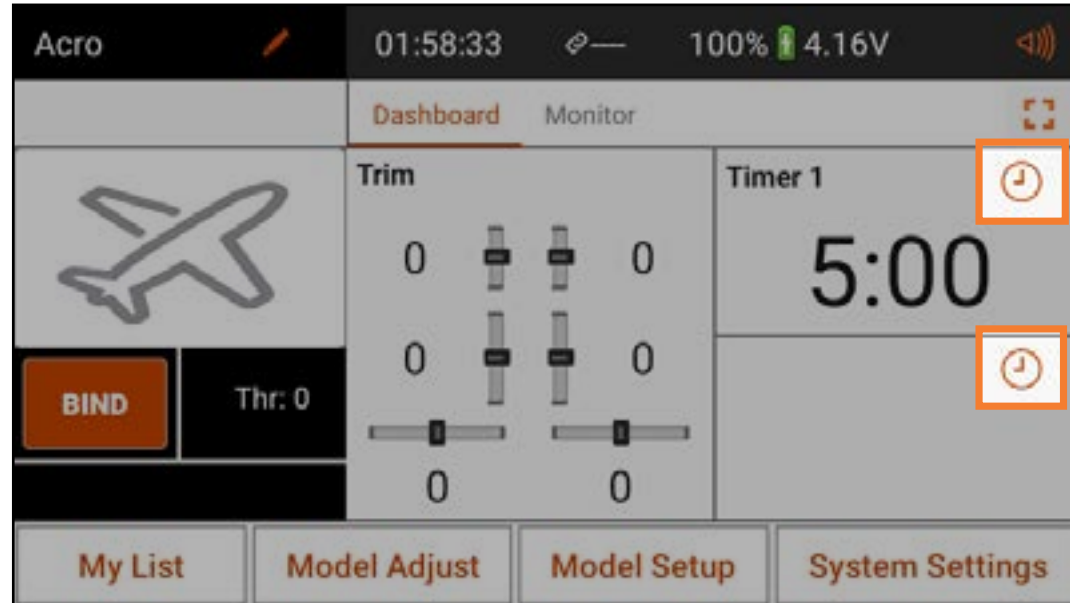 Acro
01:58:33 100% 4.16V
Dashboard Monitor
Trim
Timer 1
0 0
5:00
0 0
BIND
Thr: 0
0 0
My List Model Adjust Model Setup System Settings